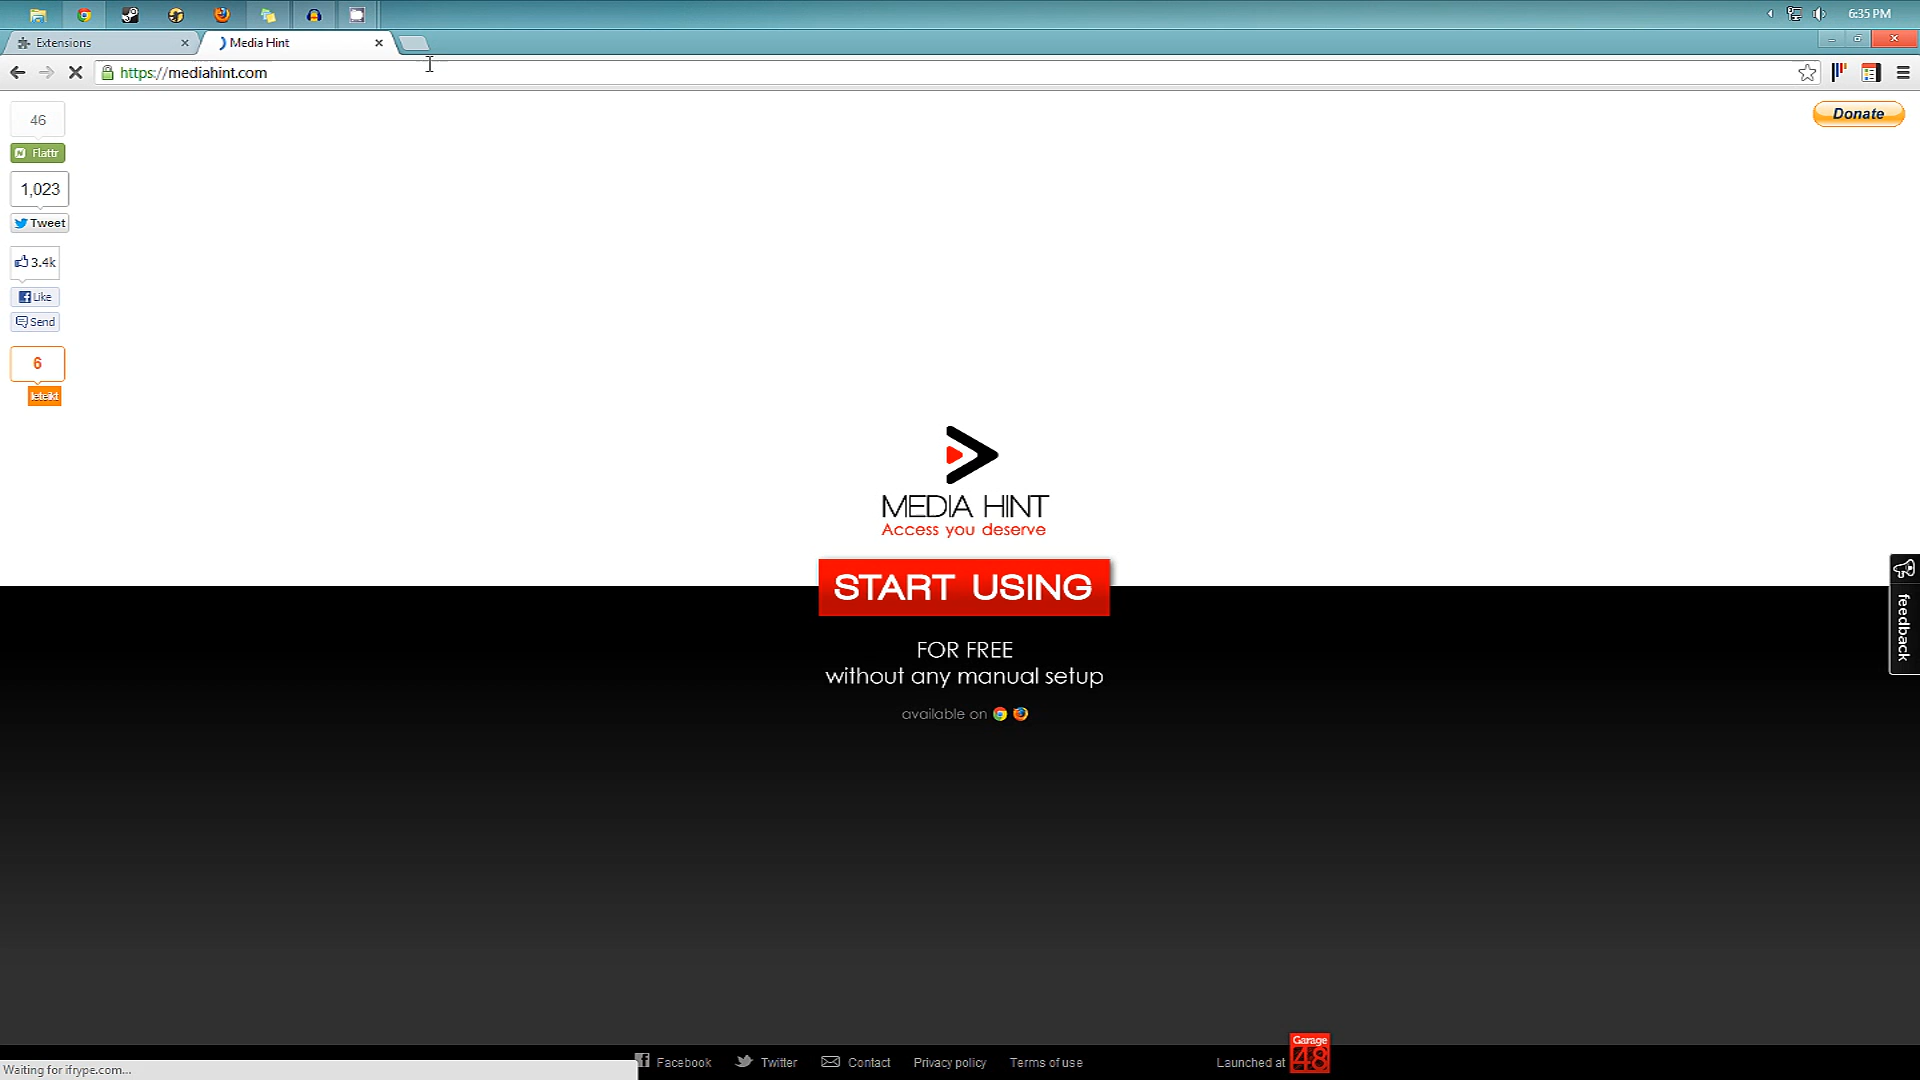 6:35 PM
Extensions
Media Hint
https://mediahint.com
46
Flattr
1,023
Tweet
3.4k
Like
Send
6
Ieteikt
Donate
MEDIA HINT
Access you deserve
START USING
FOR FREE
without any manual setup
available on
feedback
Waiting for ifrype.com...
Facebook
Twitter
Contact
Privacy policy
Terms of use
Launched at
Garage
48